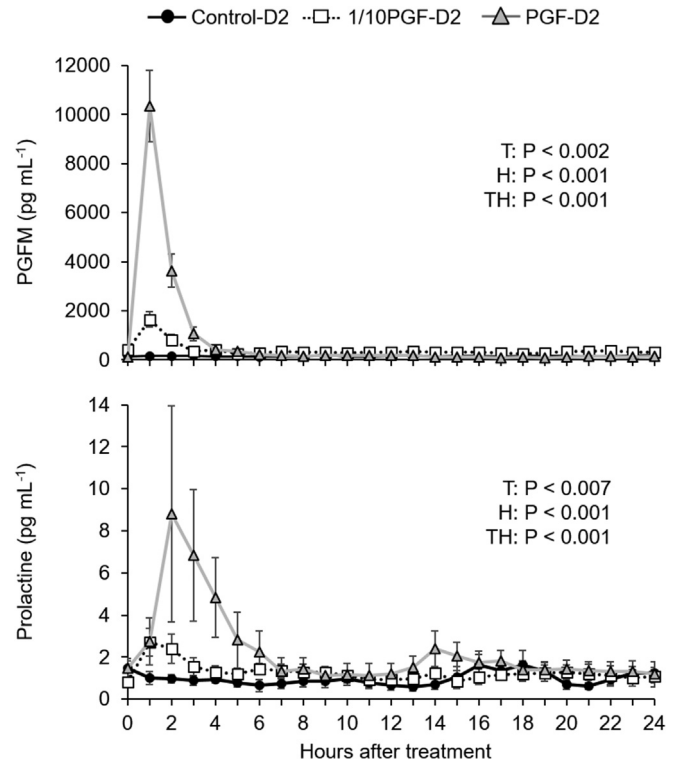 Control-D2 1/10PGF-D2 PGF-D2
12000
10000
8000
6000
4000
2000
0
PGFM (pg mL⁻¹)
T: P < 0.002
H: P < 0.001
TH: P < 0.001
14
12
10
8
6
4
2
0
Prolactine (pg mL⁻¹)
T: P < 0.007
H: P < 0.001
TH: P < 0.001
0 2 4 6 8 10 12 14 16 18 20 22 24
Hours after treatment